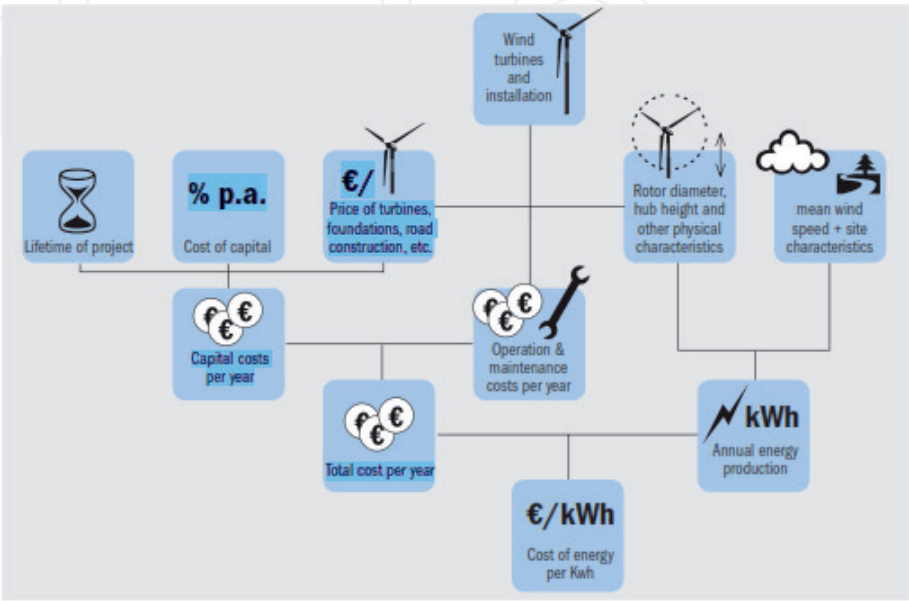 Wind
turbines
and
installation
Lifetime of project
% p.a.
Cost of capital
€/
Price of turbines,
foundations, road
construction, etc.
Rotor diameter,
hub height and
other physical
characteristics
mean wind
speed + site
characteristics
€ € €
Capital costs
per year
€ € €
Operation &
maintenance
costs per year
€ € €
Total cost per year
kWh
Annual energy
production
€/kWh
Cost of energy
per Kwh